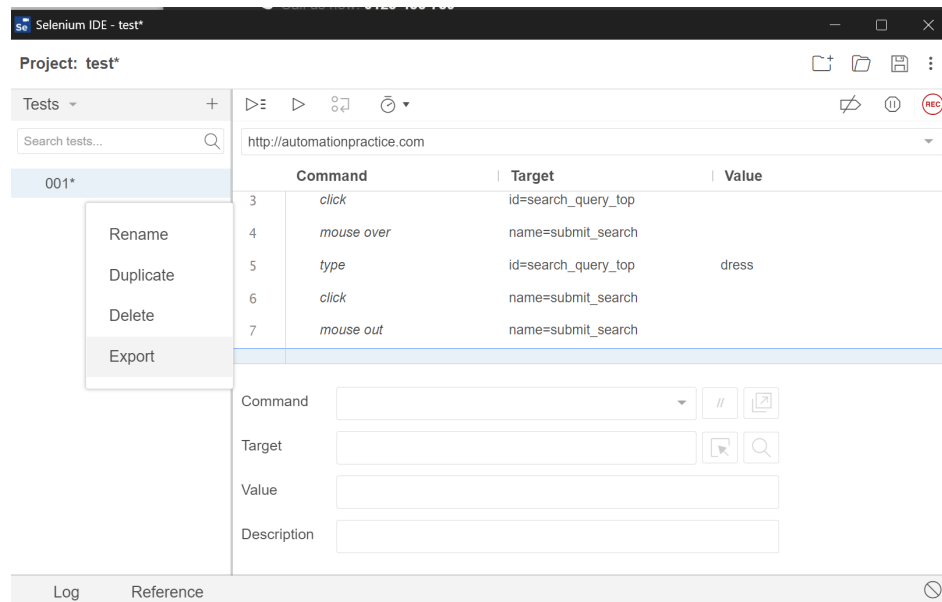 Se Selenium IDE - test*
Project: test*
Tests
Search tests...
001*
Rename
Duplicate
Delete
Export
REC
http://automationpractice.com
Command Target Value
3 click id=search_query_top
4 mouse over name=submit_search
5 type id=search_query_top dress
6 click name=submit_search
7 mouse out name=submit_search
Command //
Target
Value
Description
Log Reference